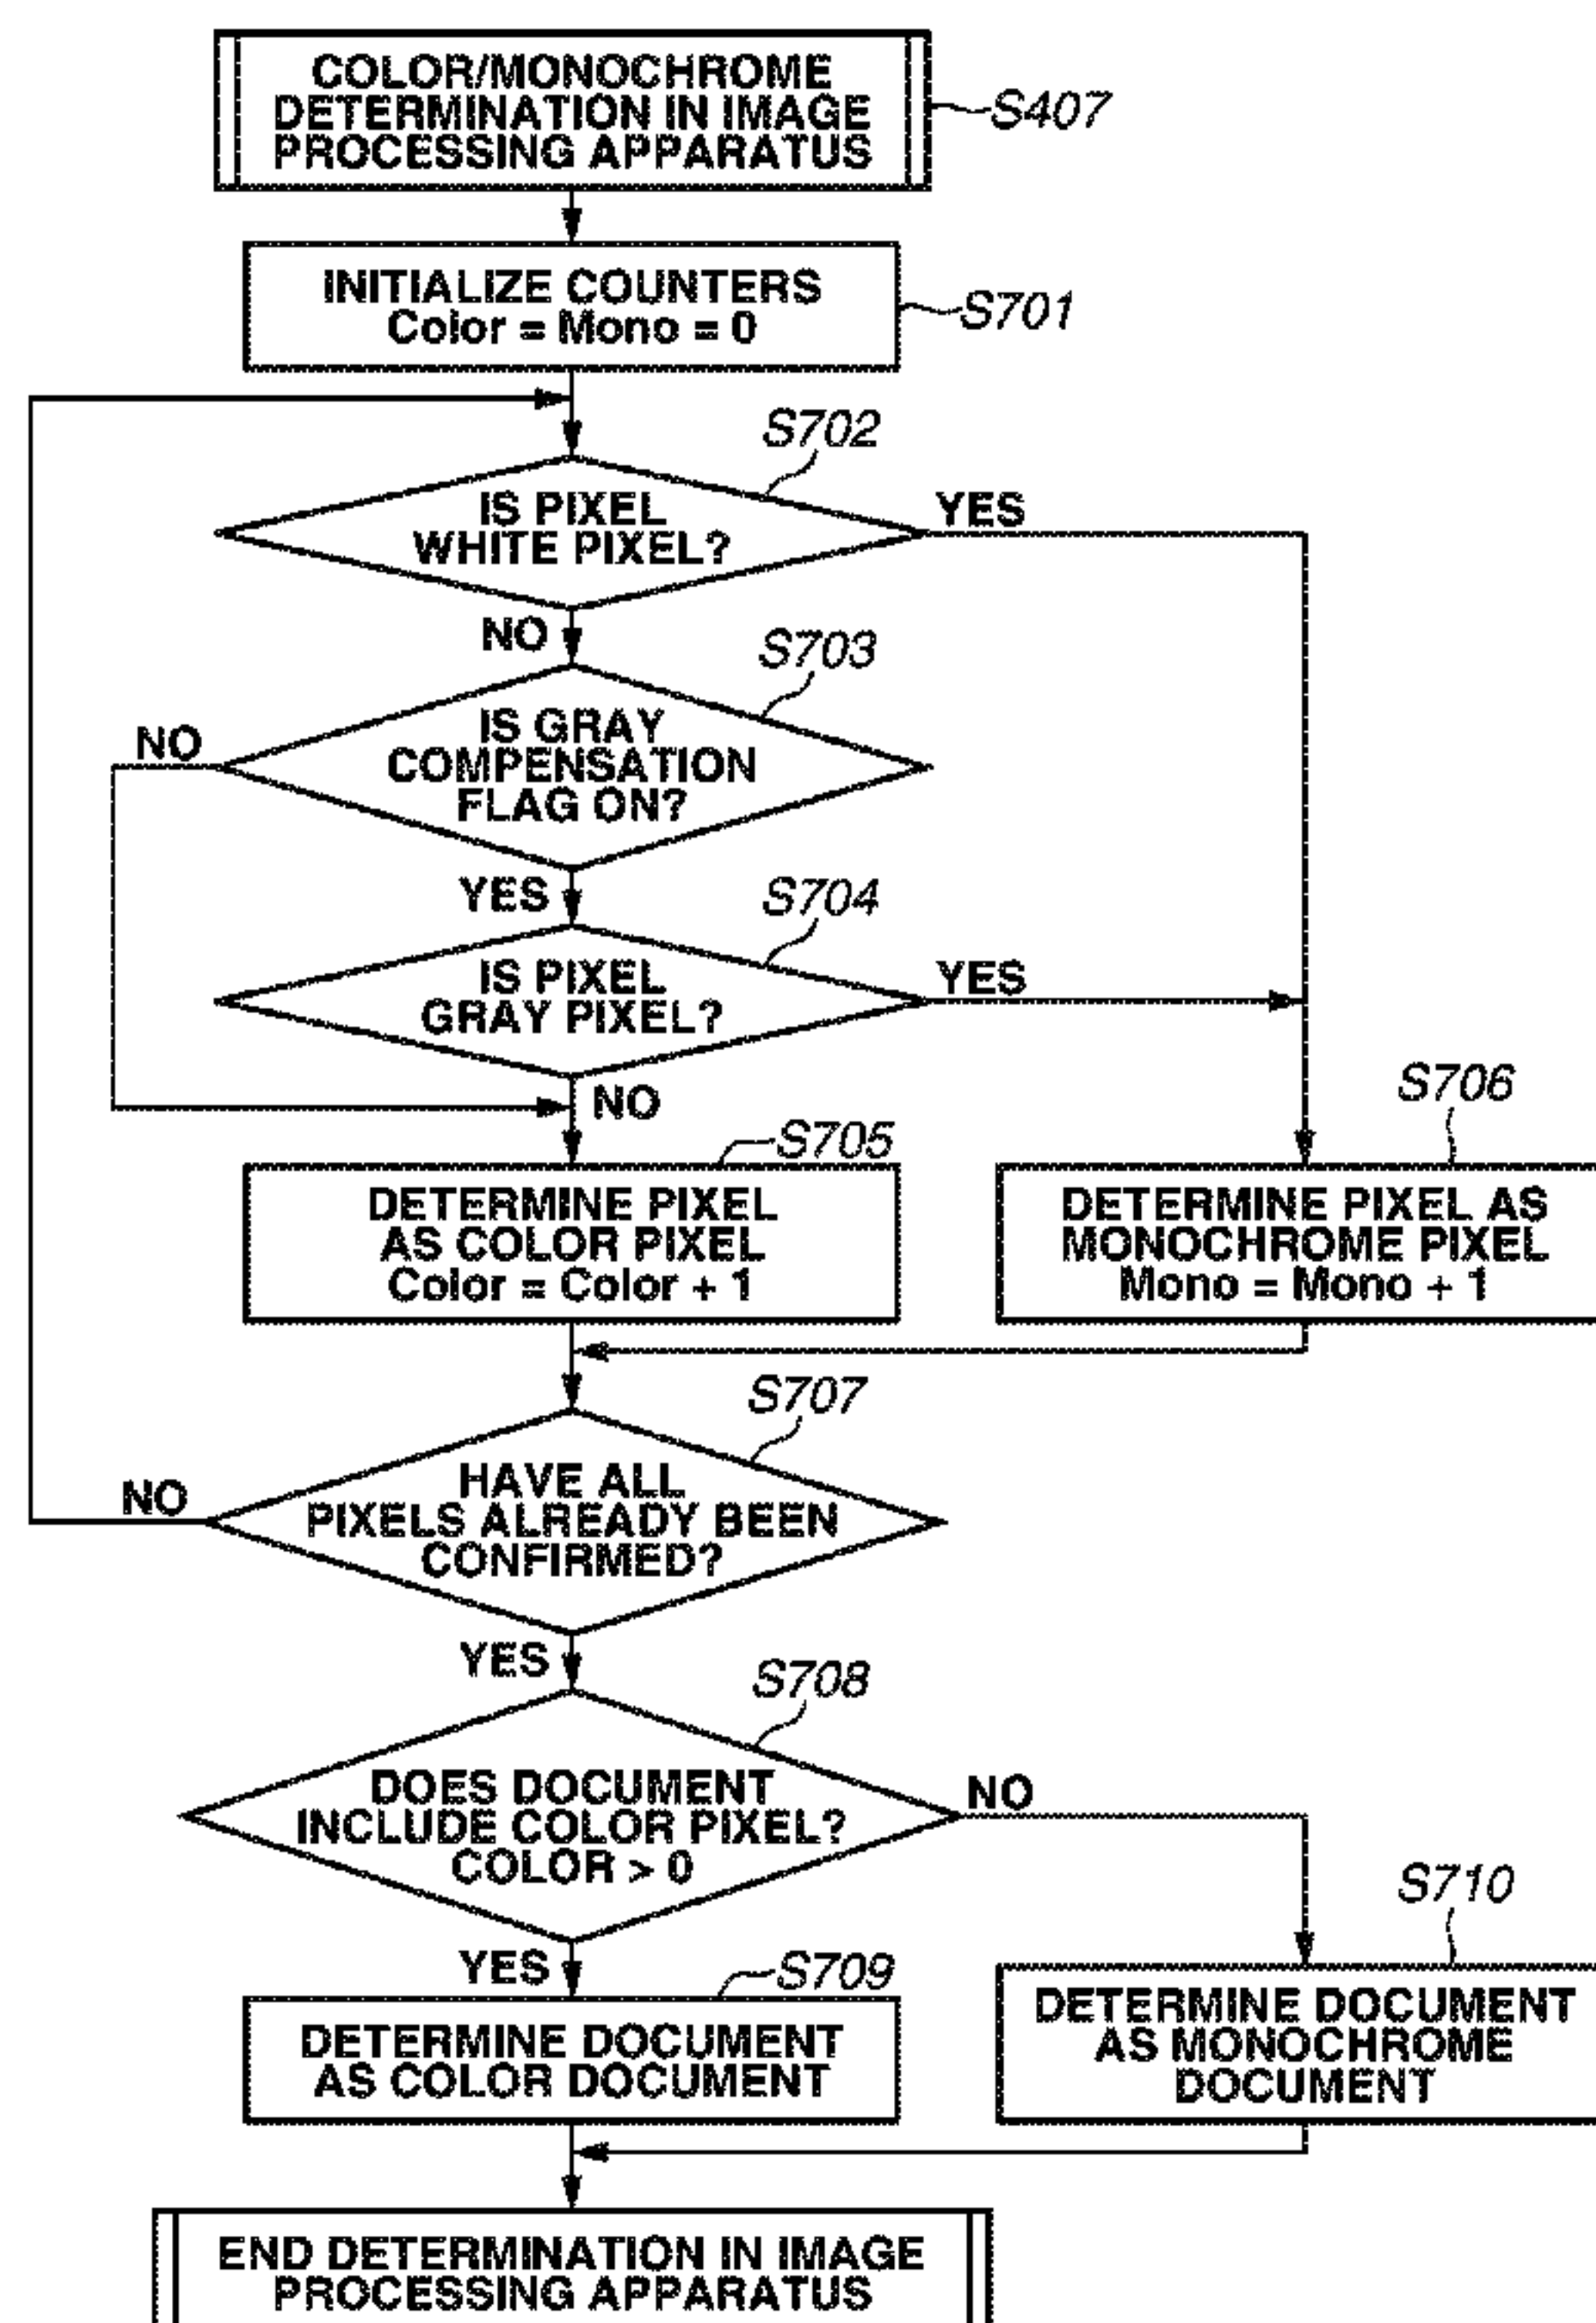 COLOR/MONOCHROME
DETERMINATION IN IMAGE
PROCESSING APPARATUS
S407
INITIALIZE COUNTERS
Color = Mono = 0
S701
S702
IS PIXEL
WHITE PIXEL?
YES
NO
S703
IS GRAY
COMPENSATION
FLAG ON?
NO
YES
S704
IS PIXEL
GRAY PIXEL?
YES
NO
S705
DETERMINE PIXEL
AS COLOR PIXEL
Color = Color + 1
S706
DETERMINE PIXEL AS
MONOCHROME PIXEL
Mono = Mono + 1
S707
HAVE ALL
PIXELS ALREADY BEEN
CONFIRMED?
NO
YES
S708
DOES DOCUMENT
INCLUDE COLOR PIXEL?
COLOR > 0
NO
YES
S709
DETERMINE DOCUMENT
AS COLOR DOCUMENT
S710
DETERMINE DOCUMENT
AS MONOCHROME
DOCUMENT
END DETERMINATION IN IMAGE
PROCESSING APPARATUS